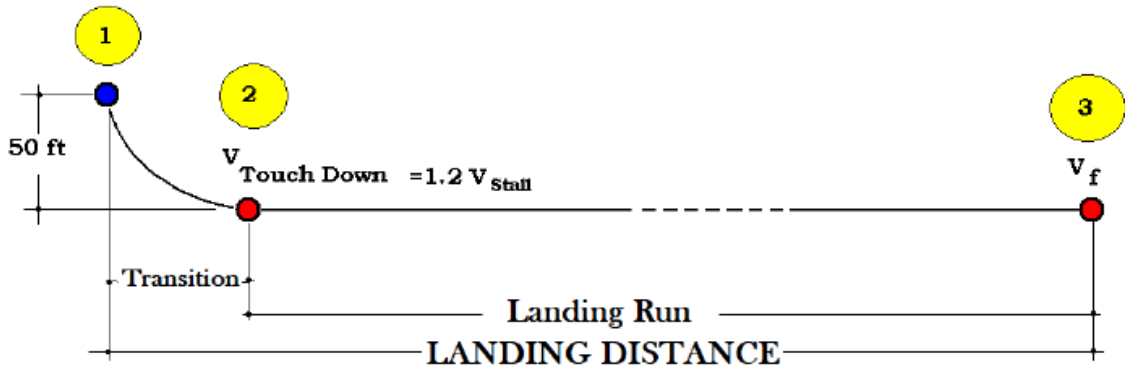 1
2
3
50 ft
V Touch Down =1.2 V Stall
V f
Transition
Landing Run
LANDING DISTANCE